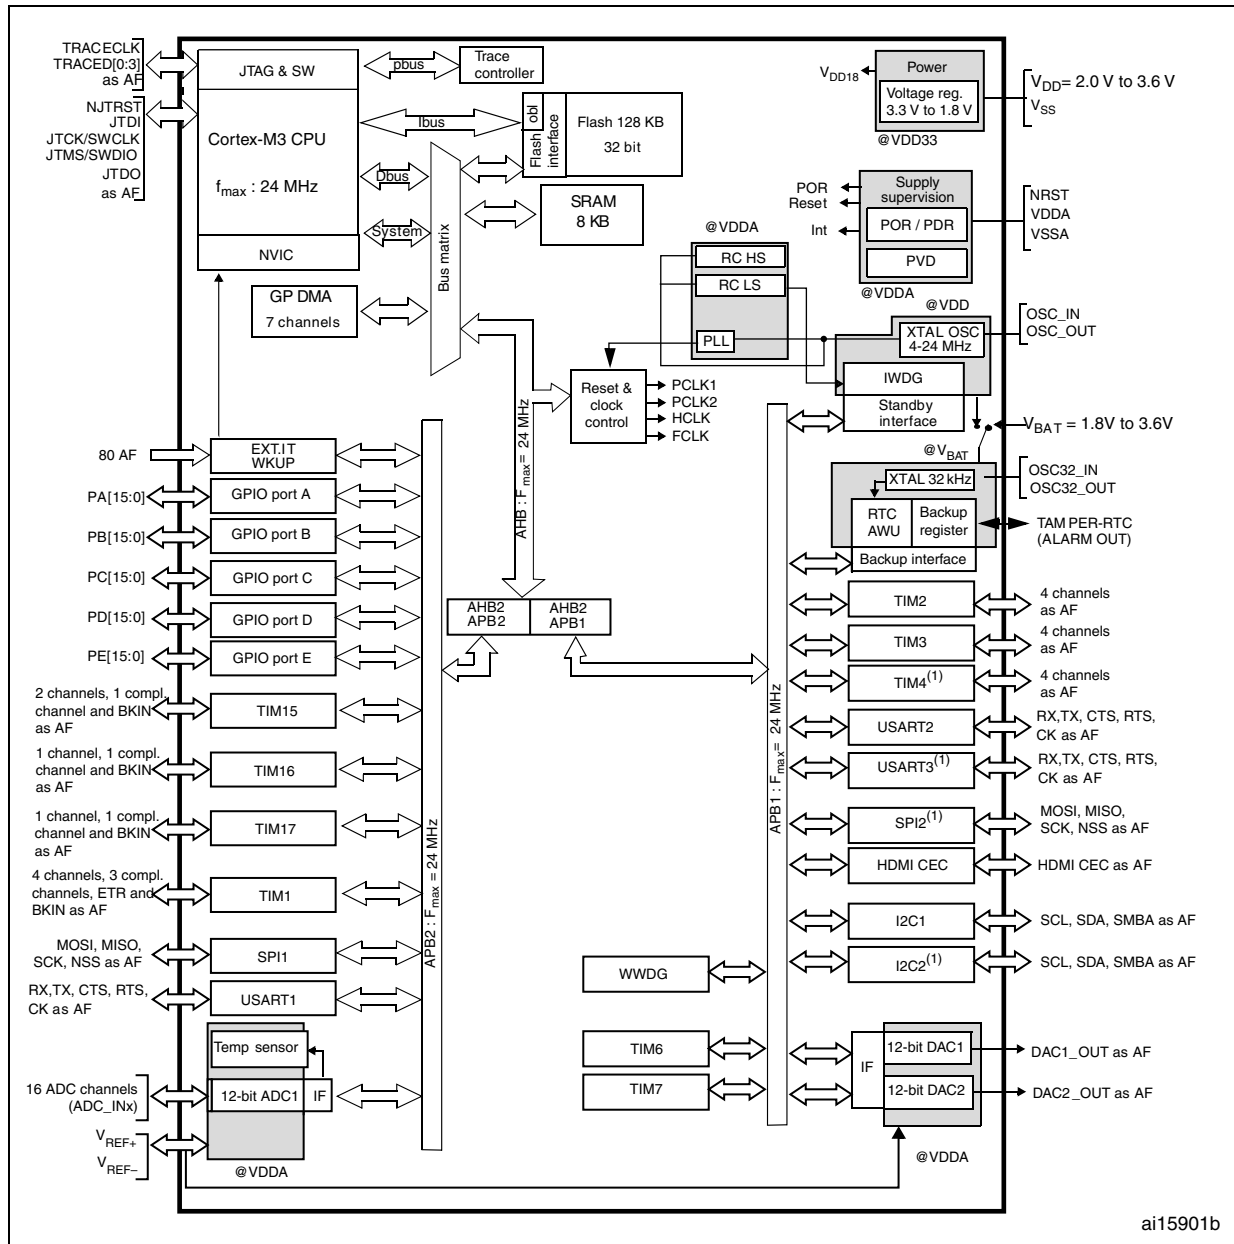 TRACECLK
TRACED[0:3]
as AF
NJTRST
JTDI
JTCK/SWCLK
JTMS/SWDIO
JTDO
as AF
JTAG & SW
Cortex-M3 CPU
fmax : 24 MHz
NVIC
pbus
Trace
controller
Ibus
Flash obl
interface
Flash 128 KB
32 bit
Dbus
System
Bus matrix
SRAM
8 KB
GP DMA
7 channels
VDD18
Power
Voltage reg.
3.3 V to 1.8 V
@VDD33
VDD= 2.0 V to 3.6 V
VSS
POR
Reset
Int
Supply
supervision
POR / PDR
PVD
@VDDA
NRST
VDDA
VSSA
@VDDA
RC HS
RC LS
PLL
@VDD
XTAL OSC
4-24 MHz
OSC_IN
OSC_OUT
IWDG
Standby
interface
Reset &
clock
control
PCLK1
PCLK2
HCLK
FCLK
VBAT = 1.8V to 3.6V
@VBAT
XTAL 32 kHz
OSC32_IN
OSC32_OUT
RTC
AWU
Backup
register
Backup interface
TAM PER-RTC
(ALARM OUT)
AHB : Fmax= 24 MHz
AHB2
APB2
AHB2
APB1
80 AF
EXT.IT
WKUP
PA[15:0]
GPIO port A
PB[15:0]
GPIO port B
PC[15:0]
GPIO port C
PD[15:0]
GPIO port D
PE[15:0]
GPIO port E
2 channels, 1 compl.
channel and BKIN
as AF
TIM15
1 channel, 1 compl.
channel and BKIN
as AF
TIM16
1 channel, 1 compl.
channel and BKIN
as AF
TIM17
4 channels, 3 compl.
channels, ETR and
BKIN as AF
TIM1
MOSI, MISO,
SCK, NSS as AF
SPI1
RX,TX, CTS, RTS,
CK as AF
USART1
Temp sensor
16 ADC channels
(ADC_INx)
12-bit ADC1
IF
VREF+
VREF–
@VDDA
APB2 : Fmax = 24 MHz
APB1 : Fmax= 24 MHz
TIM2
4 channels
as AF
TIM3
4 channels
as AF
TIM4(1)
4 channels
as AF
USART2
RX,TX, CTS, RTS,
CK as AF
USART3(1)
RX,TX, CTS, RTS,
CK as AF
SPI2(1)
MOSI, MISO,
SCK, NSS as AF
HDMI CEC
HDMI CEC as AF
I2C1
SCL, SDA, SMBA as AF
I2C2(1)
SCL, SDA, SMBA as AF
WWDG
TIM6
TIM7
IF
12-bit DAC1
DAC1_OUT as AF
12-bit DAC2
DAC2_OUT as AF
@VDDA
ai15901b